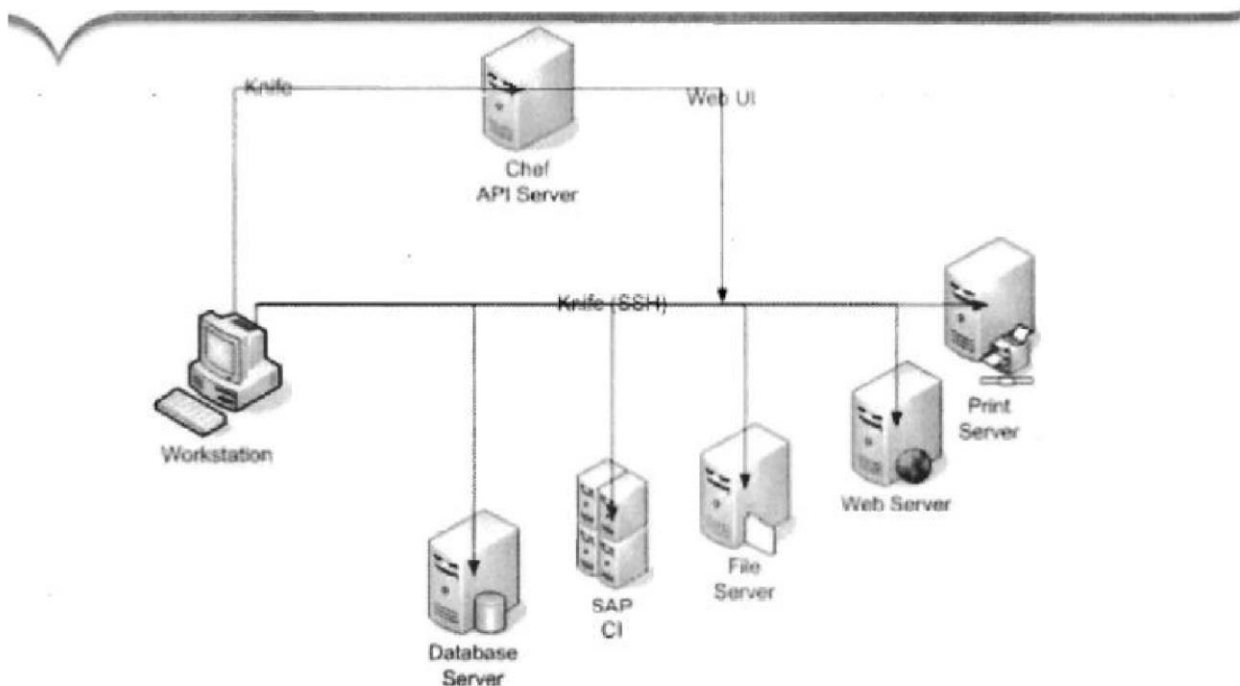 Knife
Web UI
Chef
API Server
Knife (SSH)
Workstation
Print
Server
Web Server
File
Server
SAP
CI
Database
Server